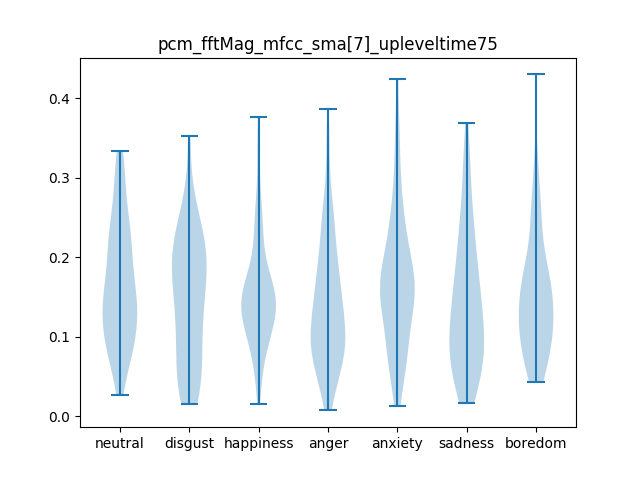 pcm_fftMag_mfcc_sma[7]_upleveltime75
0.4
0.3
0.2
0.1
0.0
neutral disgust happiness anger anxiety sadness boredom